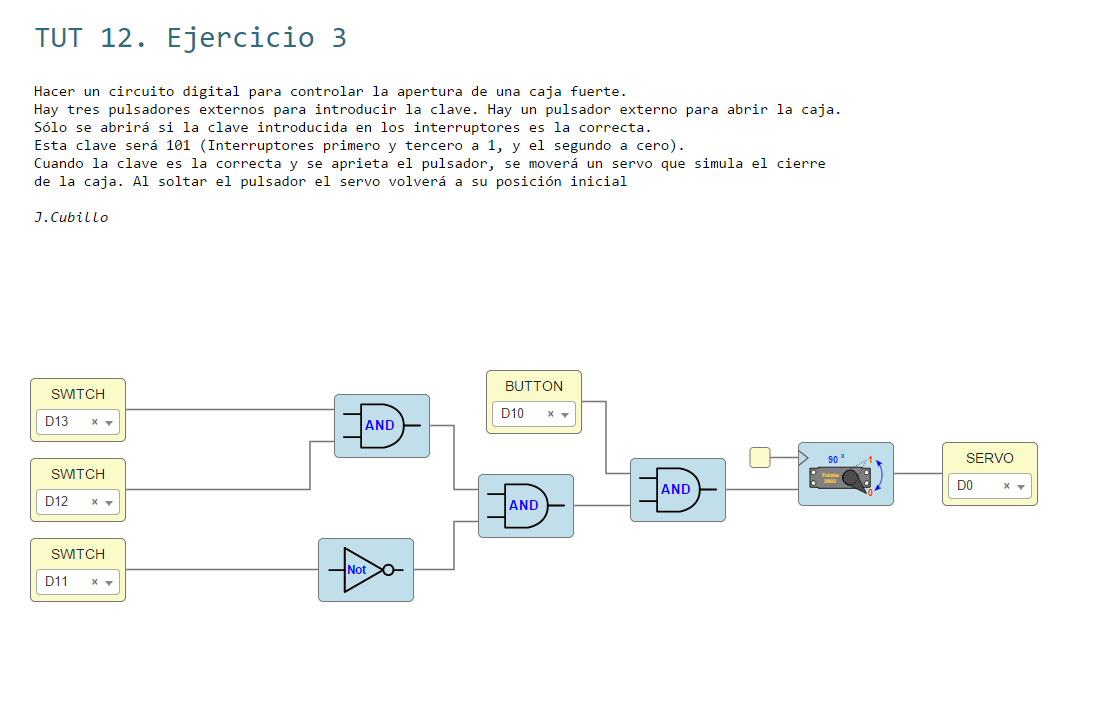 TUT 12. Ejercicio 3
Hacer un circuito digital para controlar la apertura de una caja fuerte.
Hay tres pulsadores externos para introducir la clave. Hay un pulsador externo para abrir la caja.
Sólo se abrirá si la clave introducida en los interruptores es la correcta.
Esta clave será 101 (Interruptores primero y tercero a 1, y el segundo a cero).
Cuando la clave es la correcta y se aprieta el pulsador, se moverá un servo que simula el cierre
de la caja. Al soltar el pulsador el servo volverá a su posición inicial
J.Cubillo
SWITCH
D13
SWITCH
D12
SWITCH
D11
AND
Not
AND
BUTTON
D10
AND
90 º
1
Futaba
3003
0
SERVO
D0